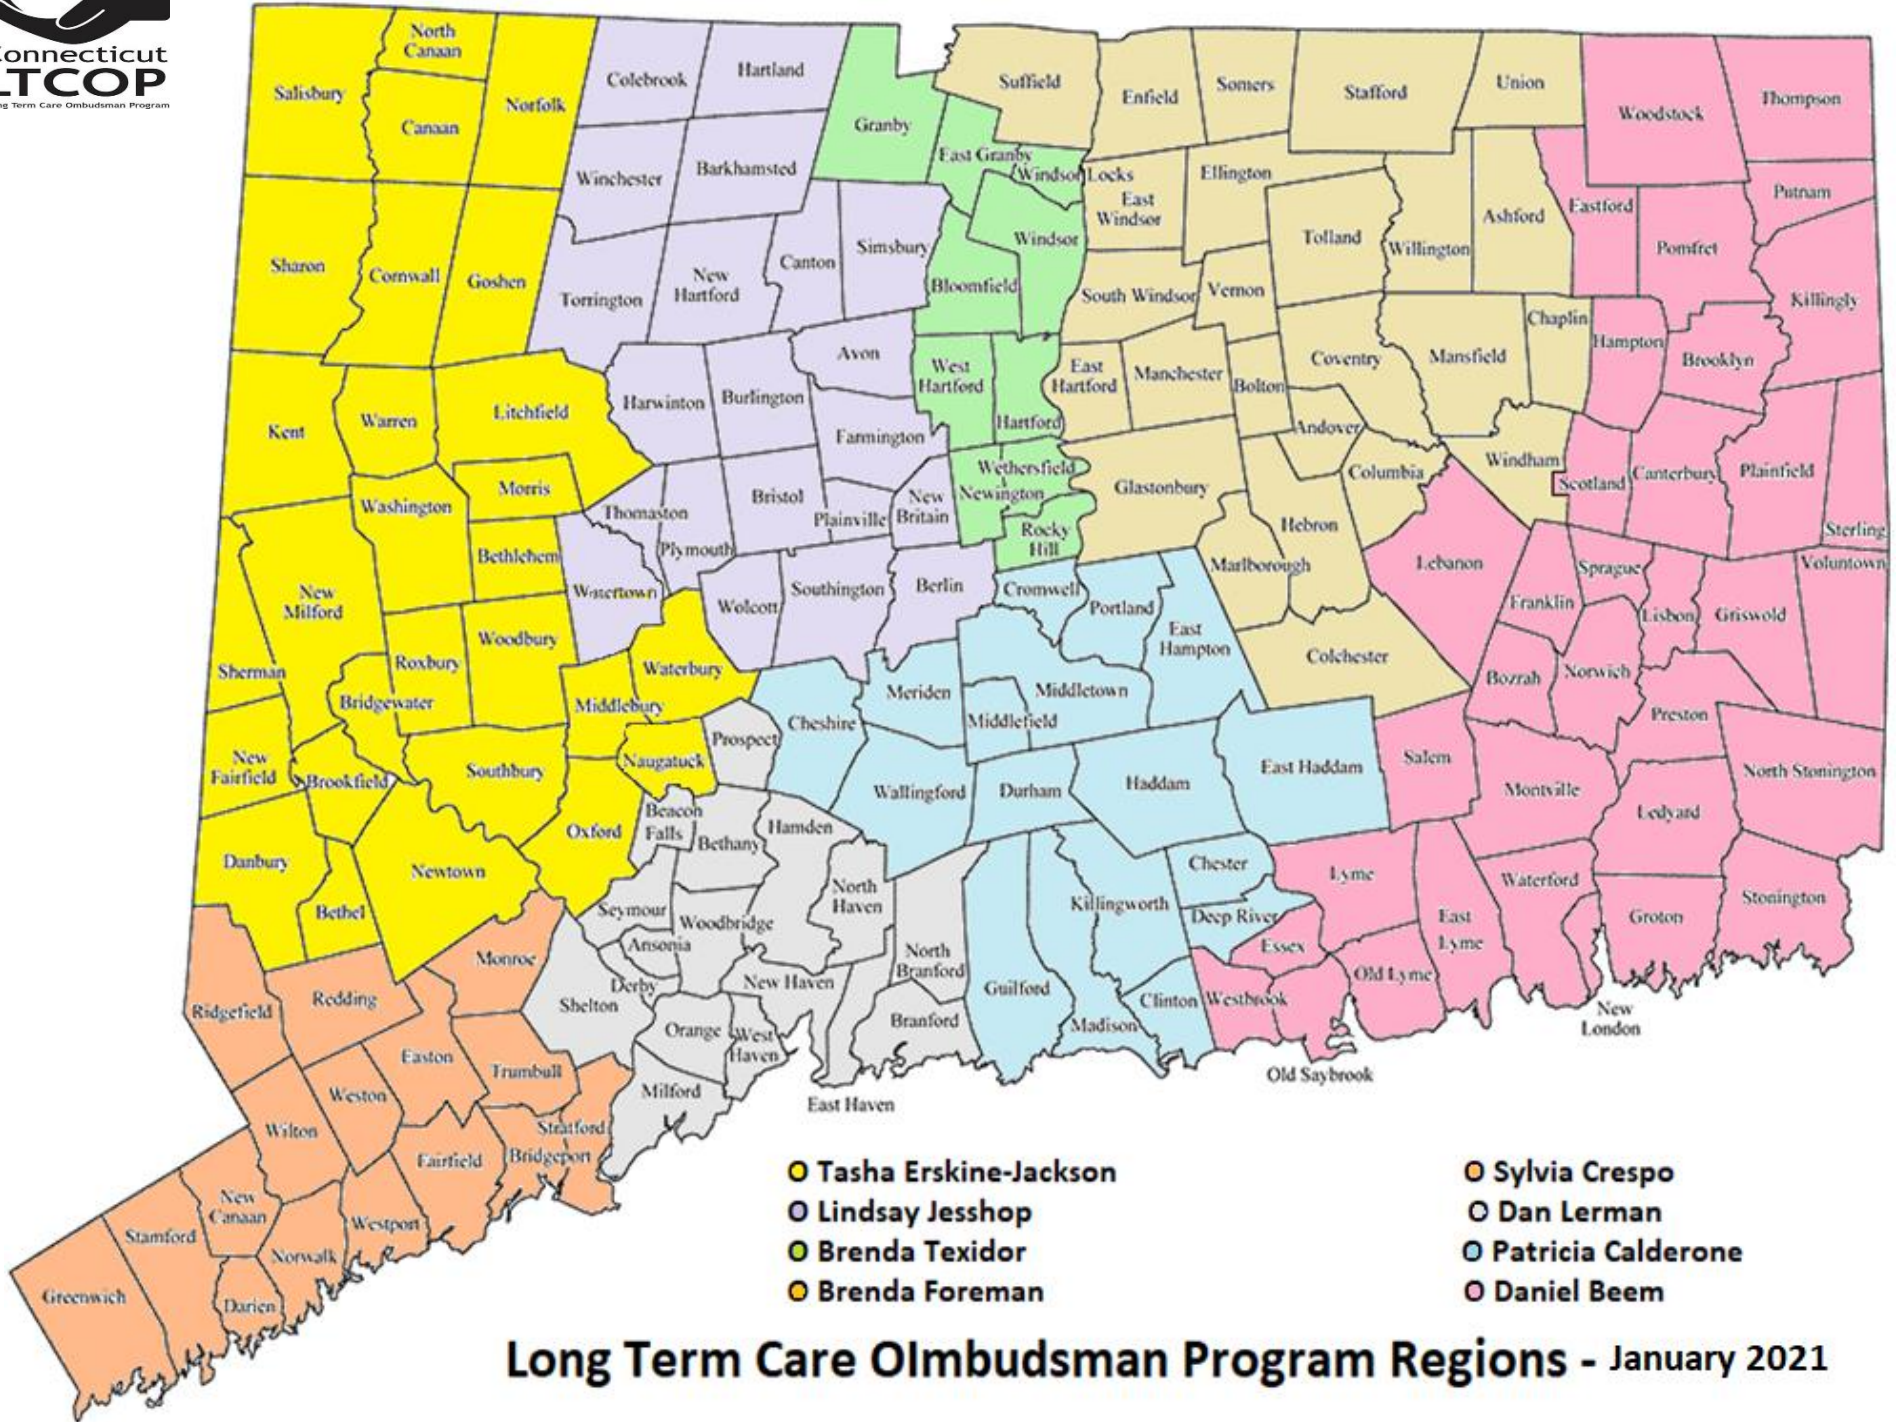 onnecticut
LTCOP
ng Term Care Ombudsman Program
North
Canaan
Salisbury
Canaan
Norfolk
Colebrook
Hartland
Granby
Suffield
Enfield
Somers
Stafford
Union
Woodstock
Thompson
East Granby
Windsor Locks
Winchester
Barkhamsted
Ellington
East
Windsor
Putnam
Eastford
Ashford
Sharon
Cornwall
Goshen
Torrington
New
Hartford
Canton
Simsbury
Windsor
Bloomfield
Tolland
Willington
Pomfret
South Windsor
Vernon
Killingly
Chaplin
Hampton
Brooklyn
Avon
West
Hartford
East
Hartford
Manchester
Bolton
Coventry
Mansfield
Kent
Warren
Litchfield
Harwinton
Burlington
Farmington
Hartford
Andover
Columbia
Windham
Scotland
Canterbury
Plainfield
Sterling
Wethersfield
Newington
Glastonbury
Washington
Morris
Thomaston
Bristol
Plainville
New
Britain
Rocky
Hill
Hebron
Marlborough
Lebanon
Bethlehem
Plymouth
Sprague
Voluntown
New
Milford
Watertown
Wolcott
Southington
Berlin
Cromwell
Portland
East
Hampton
Franklin
Lisbon
Griswold
Sherman
Woodbury
Roxbury
Waterbury
Colchester
Bozrah
Norwich
Bridgewater
Middlebury
Meriden
Middletown
Middlefield
Cheshire
Prospect
Preston
New
Fairfield
Brookfield
Southbury
Naugatuck
Wallingford
Durham
Haddam
East Haddam
Salem
Montville
Ledyard
North Stonington
Danbury
Newtown
Oxford
Beacon
Falls
Bethany
Hamden
Chester
Lyme
Waterford
Stonington
Bethel
Seymour
Woodbridge
North
Haven
Killingworth
Deep River
Essex
East
Lyme
Groton
Monroe
Ansonia
Derby
New Haven
North
Branford
Guilford
Clinton
Westbrook
Old Lyme
New
London
Ridgefield
Redding
Shelton
Orange
West
Haven
Branford
Madison
Easton
Trumbull
Milford
East Haven
Old Saybrook
Weston
Wilton
Stratford
Bridgeport
Fairfield
New
Canaan
Stamford
Westport
Norwalk
Greenwich
Darien
Tasha Erskine-Jackson
Lindsay Jesshop
Brenda Texidor
Brenda Foreman
Sylvia Crespo
Dan Lerman
Patricia Calderone
Daniel Beem
Long Term Care OImbudsman Program Regions - January 2021